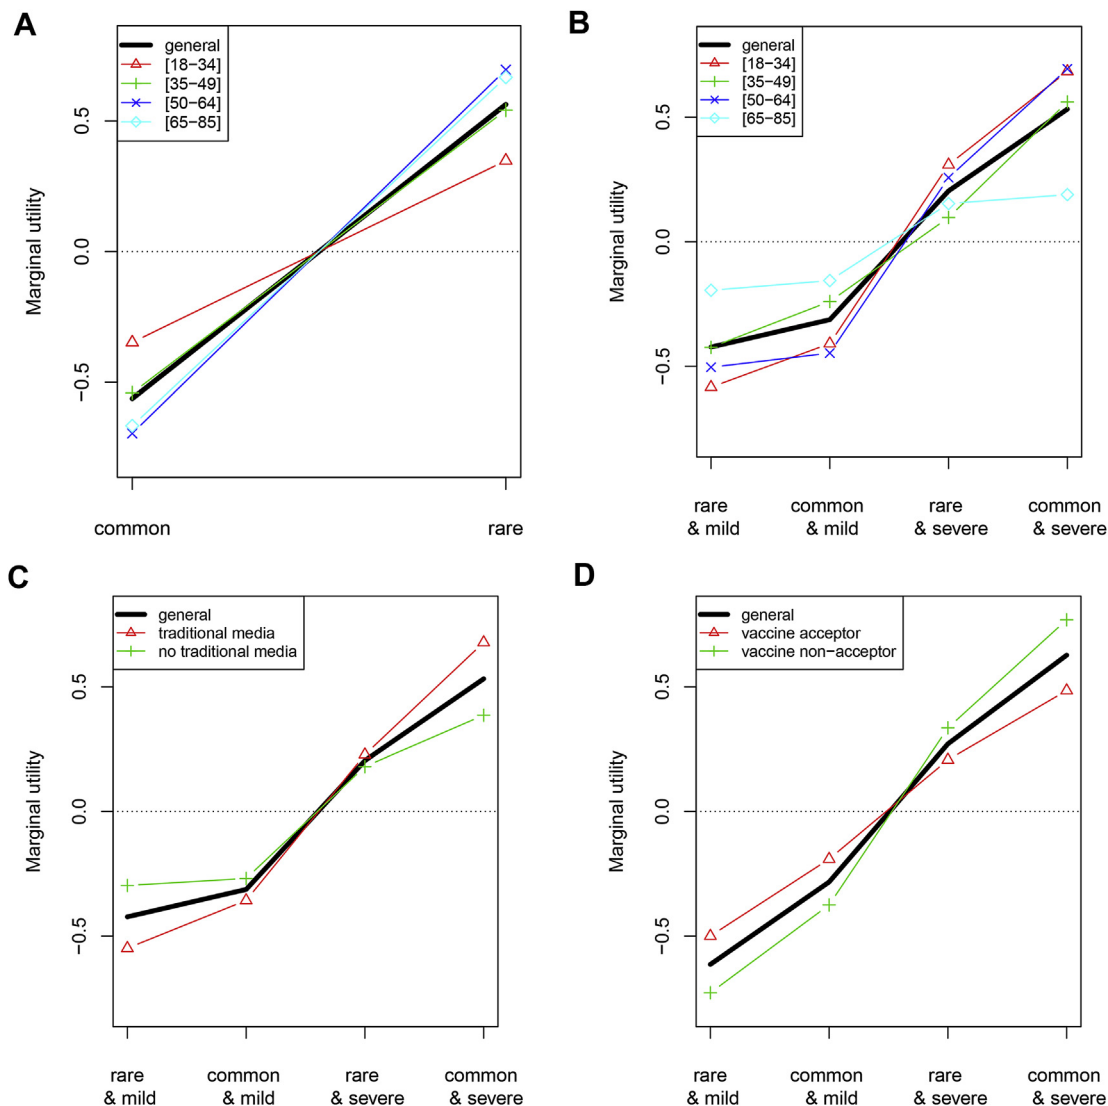 A
general
[18−34]
[35−49]
[50−64]
[65−85]
Marginal utility
0.5
0.0
−0.5
common
rare
B
general
[18−34]
[35−49]
[50−64]
[65−85]
Marginal utility
0.5
0.0
−0.5
rare
& mild
common
& mild
rare
& severe
common
& severe
C
general
traditional media
no traditional media
Marginal utility
0.5
0.0
−0.5
rare
& mild
common
& mild
rare
& severe
common
& severe
D
general
vaccine acceptor
vaccine non−acceptor
Marginal utility
0.5
0.0
−0.5
rare
& mild
common
& mild
rare
& severe
common
& severe